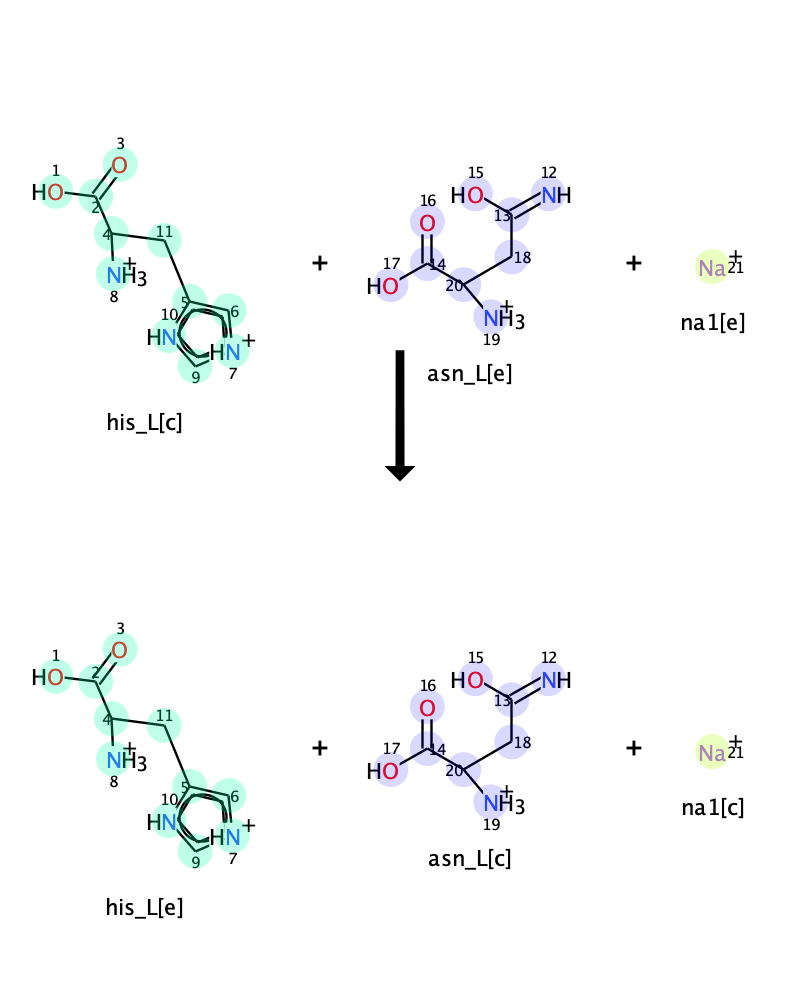 3
1
HO
O
2
4
11
NH3
+
8
5
6
10
HN
HN
+
9
7
his_L[c]
+
15
12
HO
NH
16
13
O
17
14
18
HO
20
+
NH3
19
asn_L[e]
+
Na
+
21
na1[e]
3
1
HO
O
2
4
11
NH3
+
8
5
6
10
HN
HN
+
9
7
his_L[e]
+
15
12
HO
NH
16
13
O
17
14
18
HO
20
+
NH3
19
asn_L[c]
+
Na
+
21
na1[c]